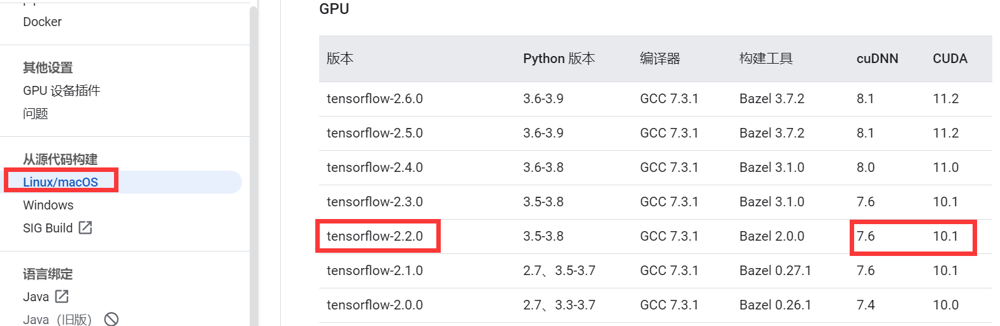 Docker
其他设置
GPU 设备插件
问题
从源代码构建
Linux/macOS
Windows
SIG Build
语言绑定
Java
Java（旧版）
GPU
版本 Python 版本 编译器 构建工具 cuDNN CUDA
tensorflow-2.6.0 3.6-3.9 GCC 7.3.1 Bazel 3.7.2 8.1 11.2
tensorflow-2.5.0 3.6-3.9 GCC 7.3.1 Bazel 3.7.2 8.1 11.2
tensorflow-2.4.0 3.6-3.8 GCC 7.3.1 Bazel 3.1.0 8.0 11.0
tensorflow-2.3.0 3.5-3.8 GCC 7.3.1 Bazel 3.1.0 7.6 10.1
tensorflow-2.2.0 3.5-3.8 GCC 7.3.1 Bazel 2.0.0 7.6 10.1
tensorflow-2.1.0 2.7、3.5-3.7 GCC 7.3.1 Bazel 0.27.1 7.6 10.1
tensorflow-2.0.0 2.7、3.3-3.7 GCC 7.3.1 Bazel 0.26.1 7.4 10.0